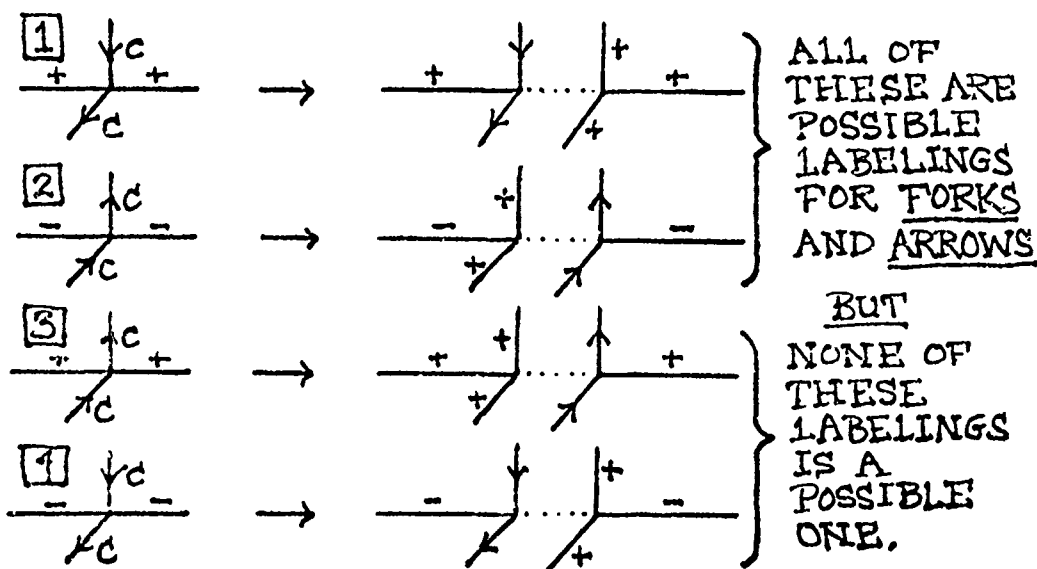 1 C
+ + + + +
C +
ALL OF
THESE ARE
POSSIBLE
LABELINGS
FOR FORKS
AND ARROWS
2 C +
- - - -
C +
BUT
3 C +
+ + +
C +
NONE OF
THESE
LABELINGS
IS A
POSSIBLE
ONE.
4 C +
- - - -
C +